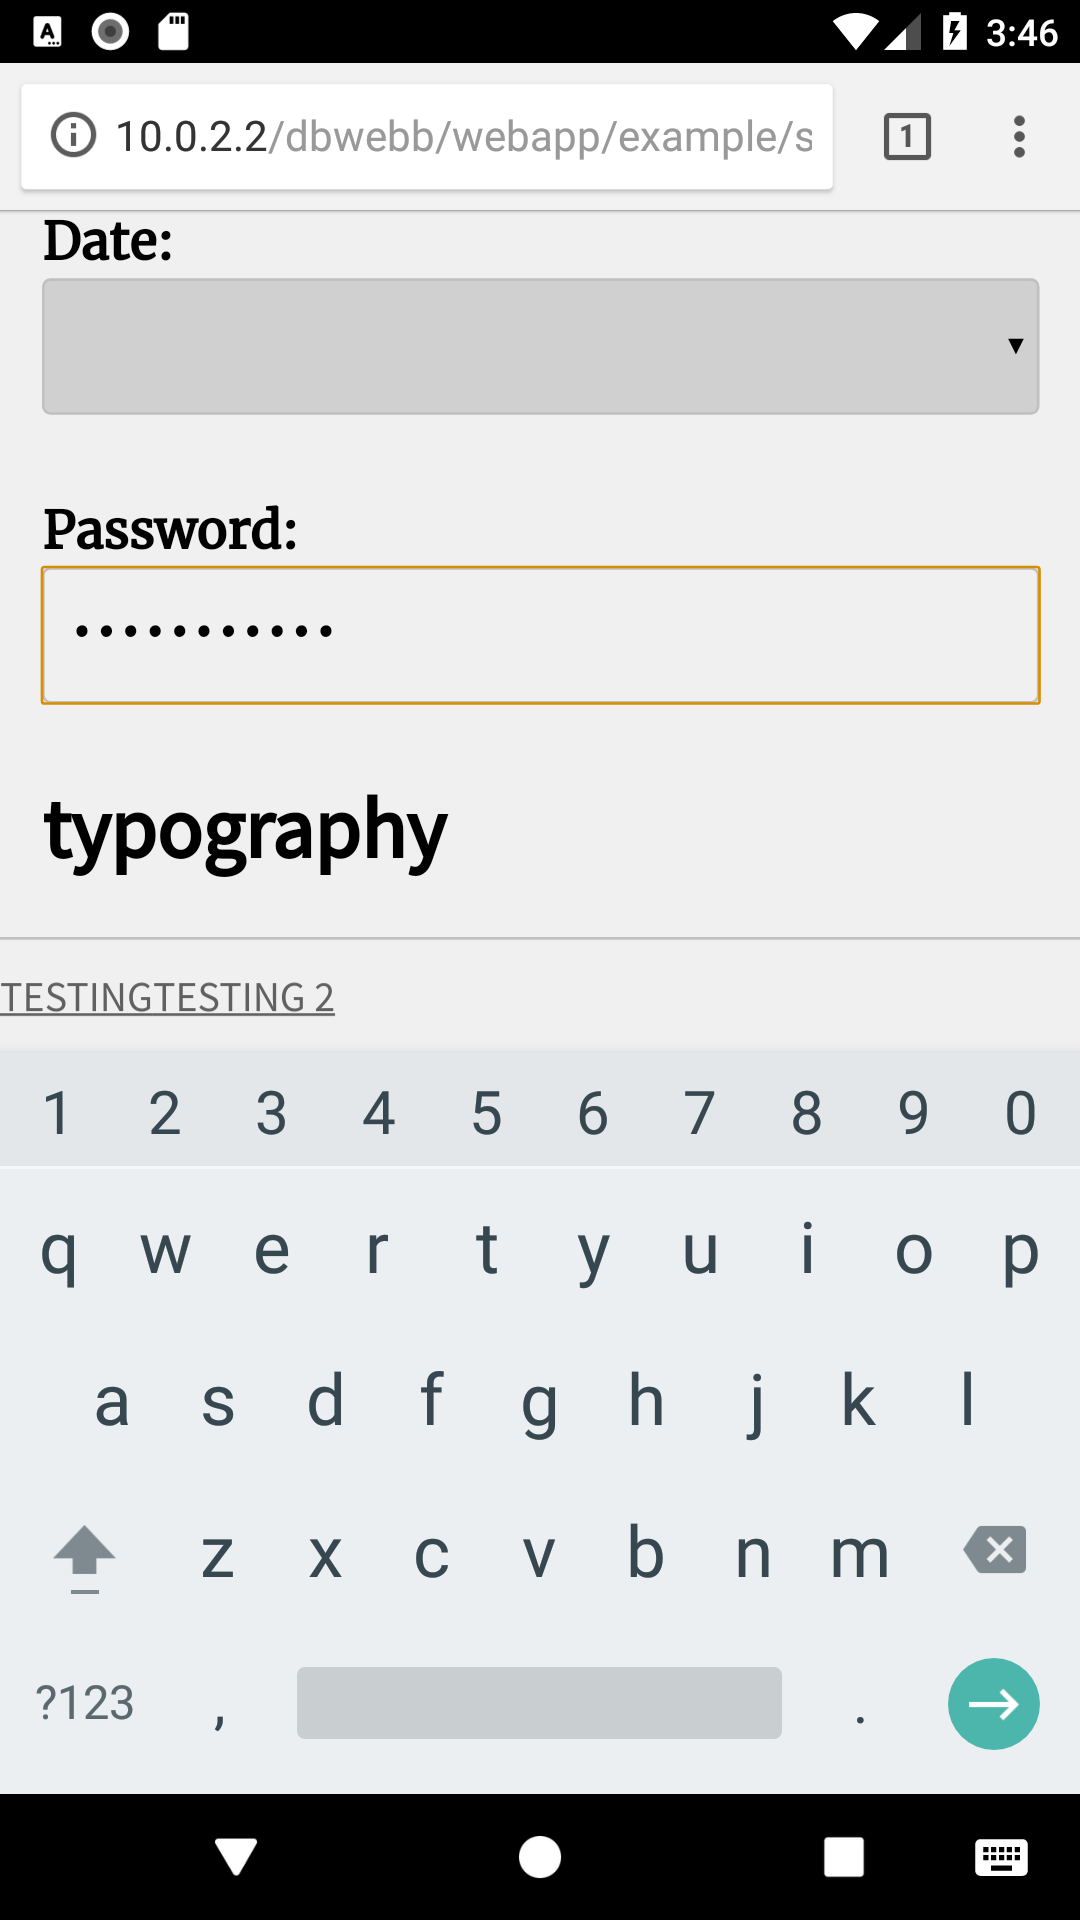 3:46
10.0.2.2/dbwebb/webapp/example/s
1
Date:
Password:
•••••••••••
typography
TESTINGTESTING 2
1 2 3 4 5 6 7 8 9 0
q w e r t y u i o p
a s d f g h j k l
z x c v b n m
?123 , .